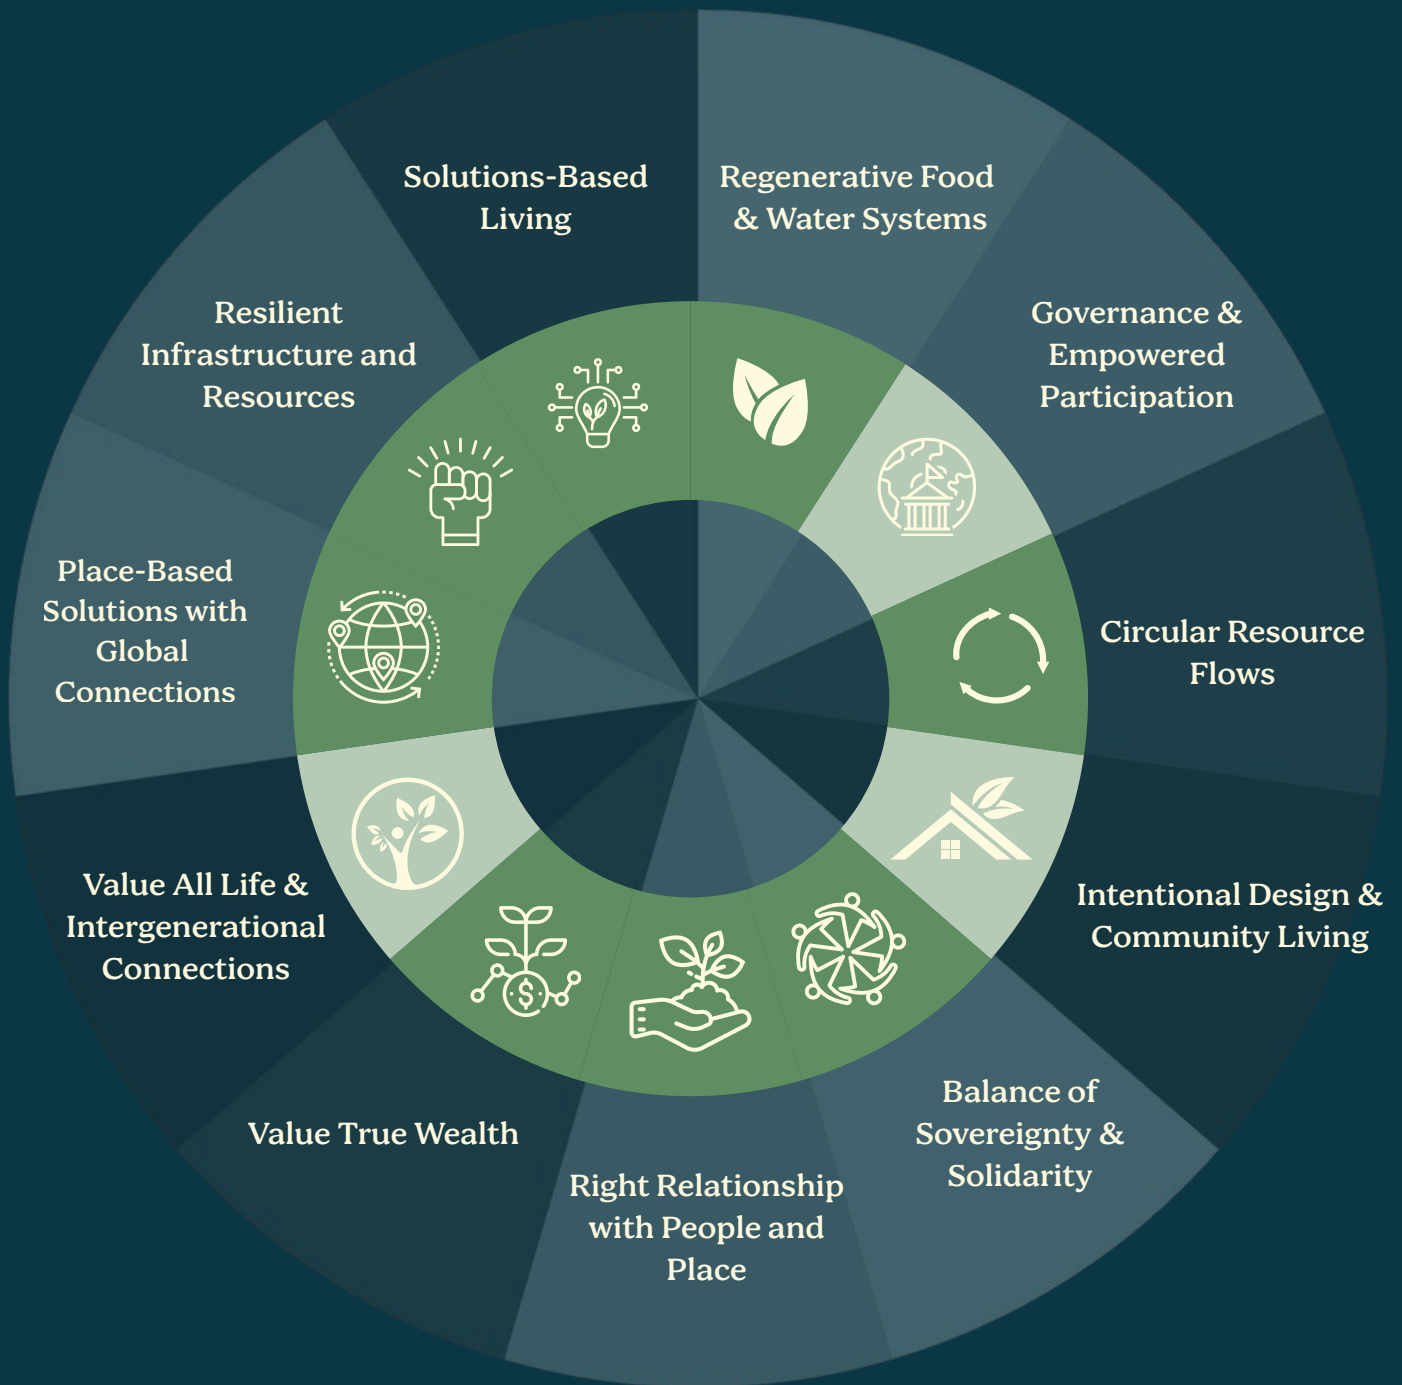 Solutions-Based
Living
Regenerative Food
& Water Systems
Governance &
Empowered
Participation
Circular Resource
Flows
Intentional Design &
Community Living
Balance of
Sovereignty &
Solidarity
Right Relationship
with People and
Place
Value True Wealth
Value All Life &
Intergenerational
Connections
Place-Based
Solutions with
Global
Connections
Resilient
Infrastructure and
Resources
$